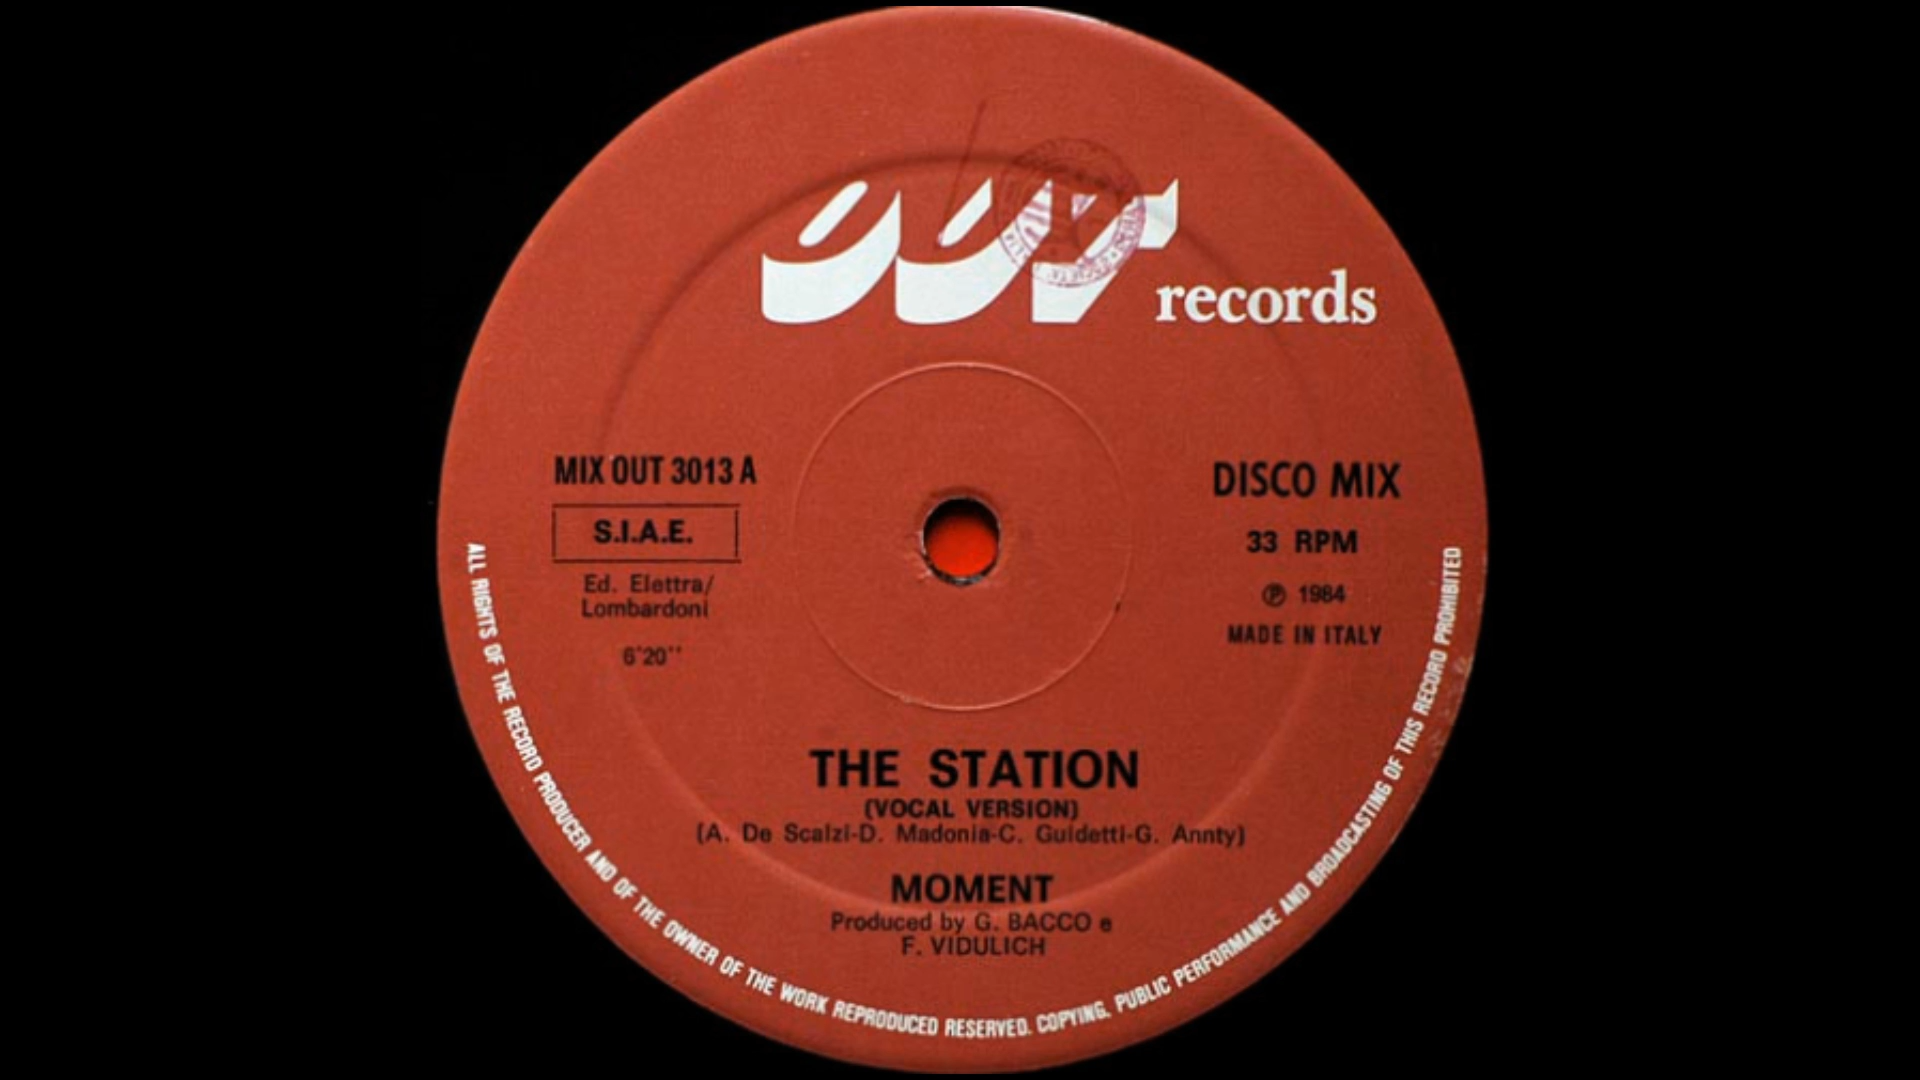 OUT
records
MIX OUT 3013 A
S.I.A.E.
Ed. Elettra/
Lombardoni
6'20''
DISCO MIX
33 RPM
℗ 1984
MADE IN ITALY
THE STATION
(VOCAL VERSION)
(A. De Scalzi-D. Madonia-C. Guidetti-G. Annty)
MOMENT
Produced by G. BACCO e
F. VIDULICH
ALL RIGHTS OF THE RECORD PRODUCER AND OF THE OWNER OF THE WORK REPRODUCED RESERVED. COPYING, PUBLIC PERFORMANCE AND BROADCASTING OF THIS RECORD PROHIBITED